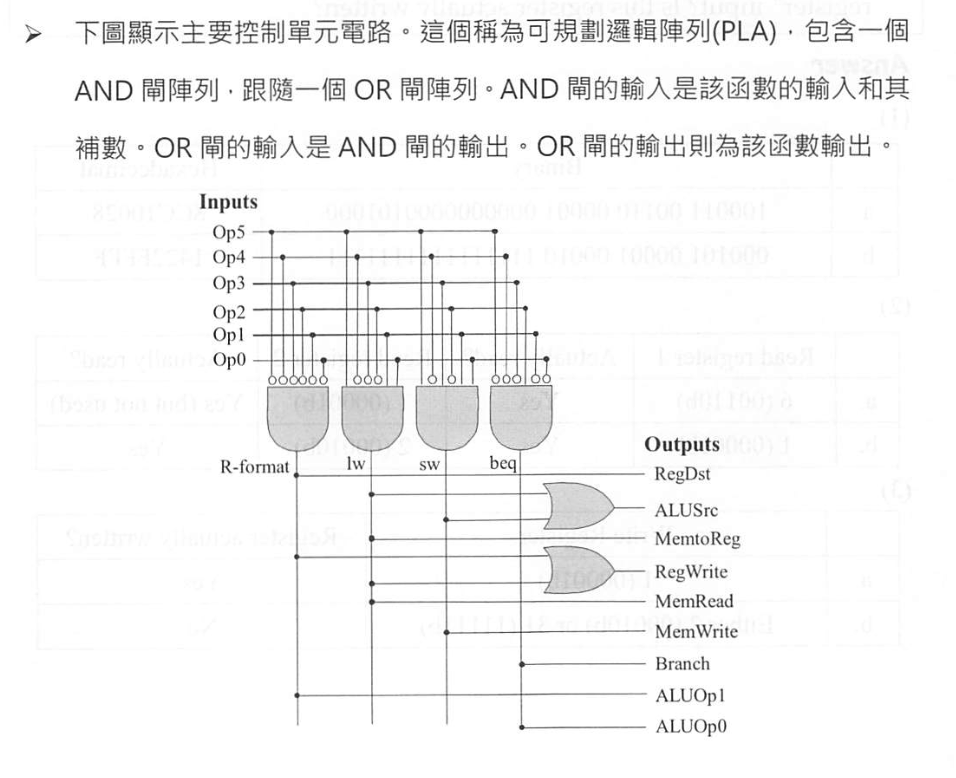 ➢ 下圖顯示主要控制單元電路。這個稱為可規劃邏輯陣列(PLA)，包含一個
AND 閘陣列，跟隨一個 OR 閘陣列。AND 閘的輸入是該函數的輸入和其
補數。OR 閘的輸入是 AND 閘的輸出。OR 閘的輸出則為該函數輸出。
Inputs
Op5
Op4
Op3
Op2
Op1
Op0
R-format lw sw beq
Outputs
RegDst
ALUSrc
MemtoReg
RegWrite
MemRead
MemWrite
Branch
ALUOp1
ALUOp0